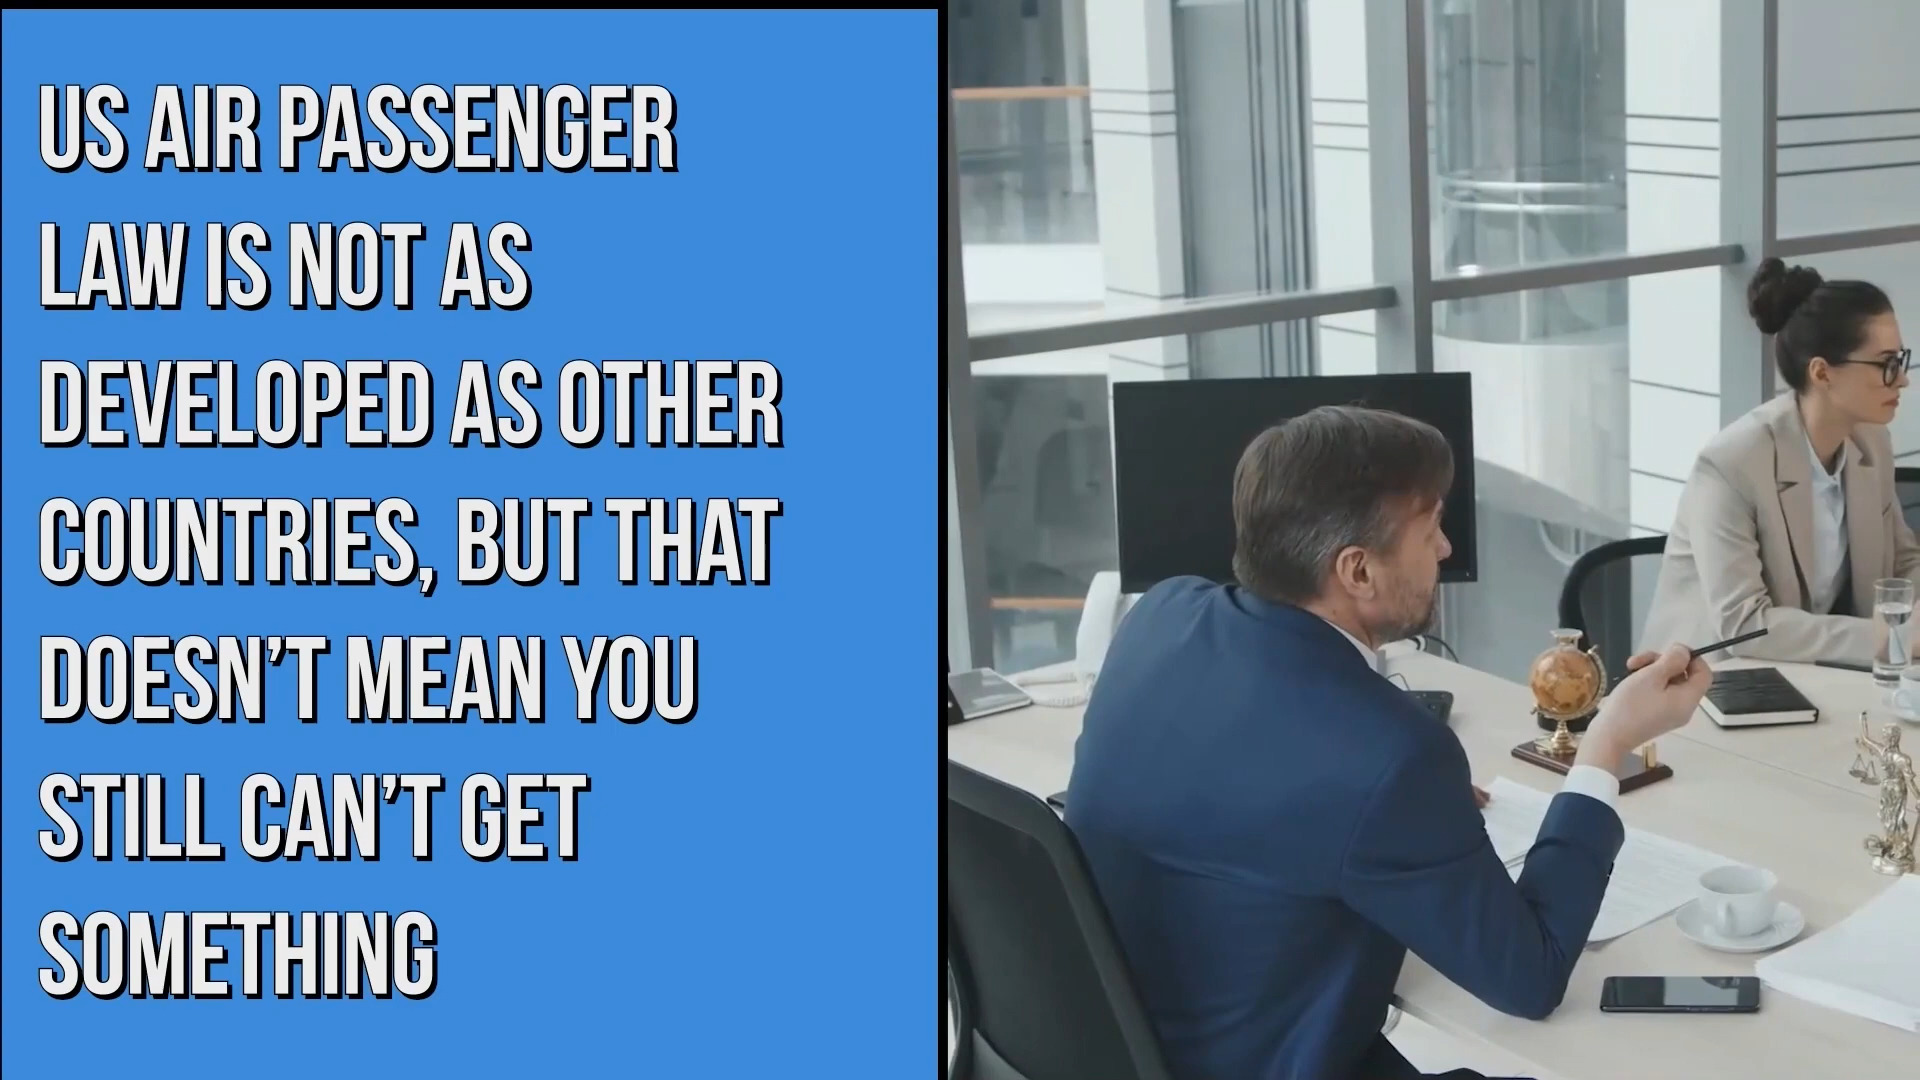 US AIR PASSENGER
LAW IS NOT AS
DEVELOPED AS OTHER
COUNTRIES, BUT THAT
DOESN'T MEAN YOU
STILL CAN'T GET
SOMETHING